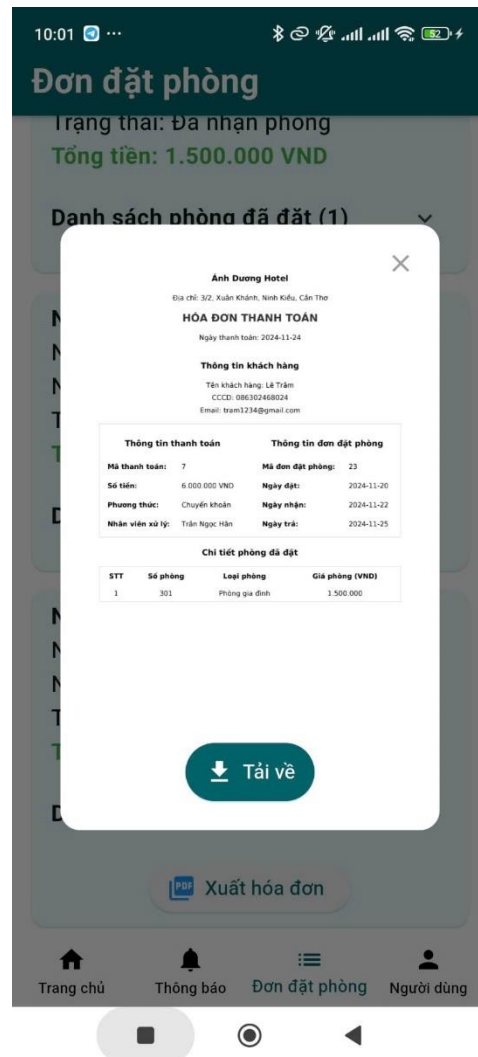 10:01
52
Đơn đặt phòng
Trạng thái: Đã nhận phòng
Tổng tiền: 1.500.000 VND
Danh sách phòng đã đặt (1)
Ánh Dương Hotel
Địa chỉ: 3/2, Xuân Khánh, Ninh Kiều, Cần Thơ
HÓA ĐƠN THANH TOÁN
Ngày thanh toán: 2024-11-24
Thông tin khách hàng
Tên khách hàng: Lê Trâm
CCCD: 086302468024
Email: tram1234@gmail.com
Thông tin thanh toán
Mã thanh toán: 7
Số tiền: 6.000.000 VND
Phương thức: Chuyển khoản
Nhân viên xử lý: Trần Ngọc Hân
Thông tin đơn đặt phòng
Mã đơn đặt phòng: 23
Ngày đặt: 2024-11-20
Ngày nhận: 2024-11-22
Ngày trả: 2024-11-25
Chi tiết phòng đã đặt
STT Số phòng Loại phòng Giá phòng (VND)
1 301 Phòng gia đình 1.500.000
Tải về
PDF Xuất hóa đơn
Trang chủ Thông báo Đơn đặt phòng Người dùng